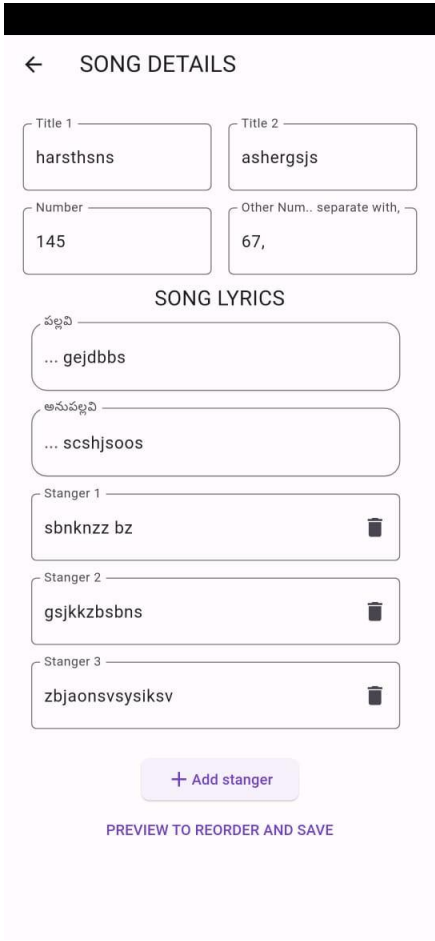 SONG DETAILS
Title 1 Title 2
harsthsns ashergsjs
Number Other Num.. separate with,
145 67,
SONG LYRICS
పల్లవి
... gejdbbs
అనుపల్లవి
... scshjsoos
Stanger 1
sbnknzz bz
Stanger 2
gsjkkzbsbns
Stanger 3
zbjaonsvsysiksv
+ Add stanger
PREVIEW TO REORDER AND SAVE